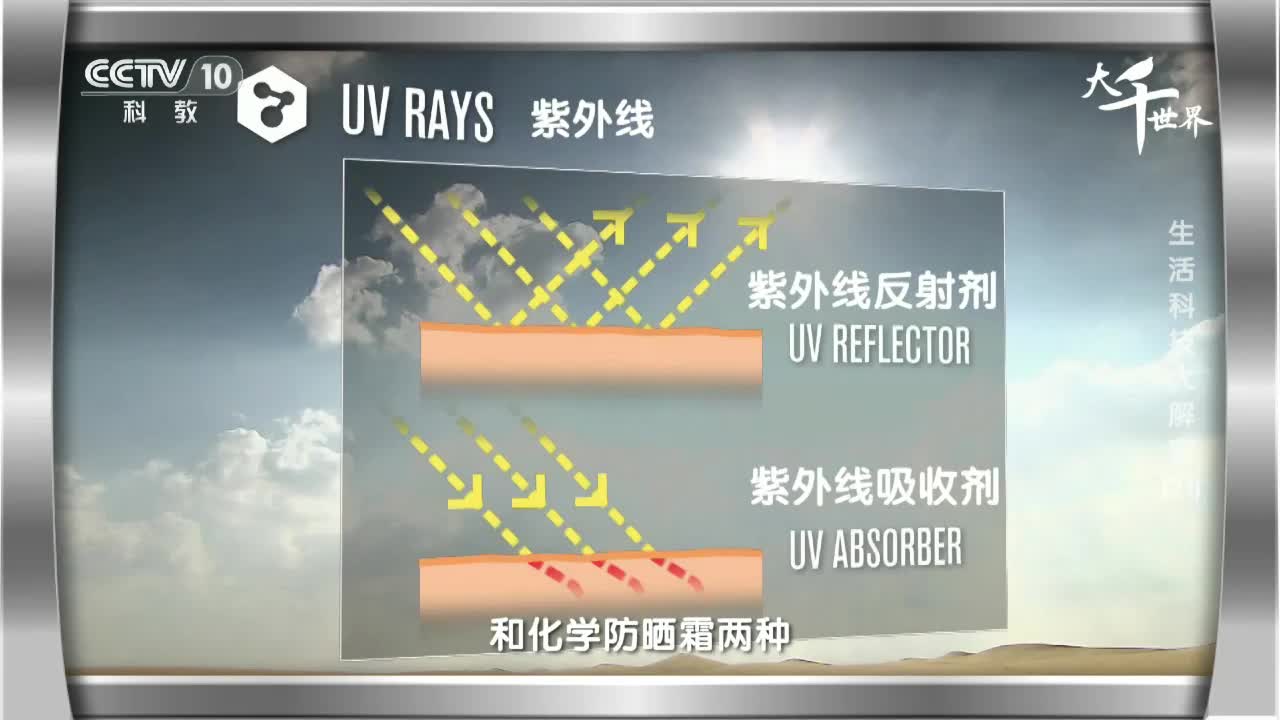 CCTV 10
科教
UV RAYS 紫外线
大千世界
紫外线反射剂
UV REFLECTOR
紫外线吸收剂
UV ABSORBER
生活科技大解
和化学防晒霜两种